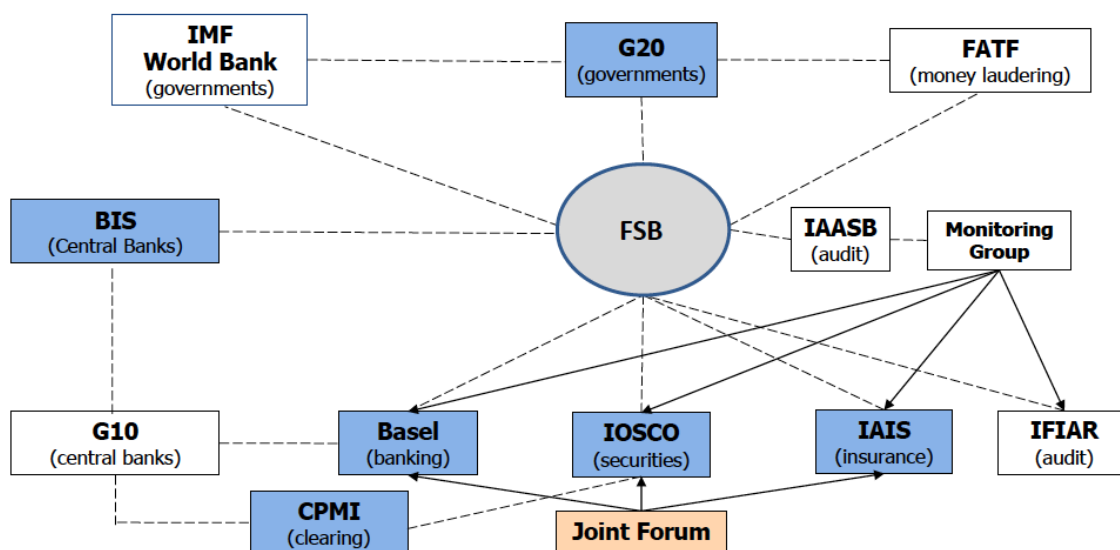 IMF
World Bank
(governments)
G20
(governments)
FATF
(money laudering)
BIS
(Central Banks)
FSB
IAASB
(audit)
Monitoring
Group
G10
(central banks)
Basel
(banking)
IOSCO
(securities)
IAIS
(insurance)
IFIAR
(audit)
CPMI
(clearing)
Joint Forum